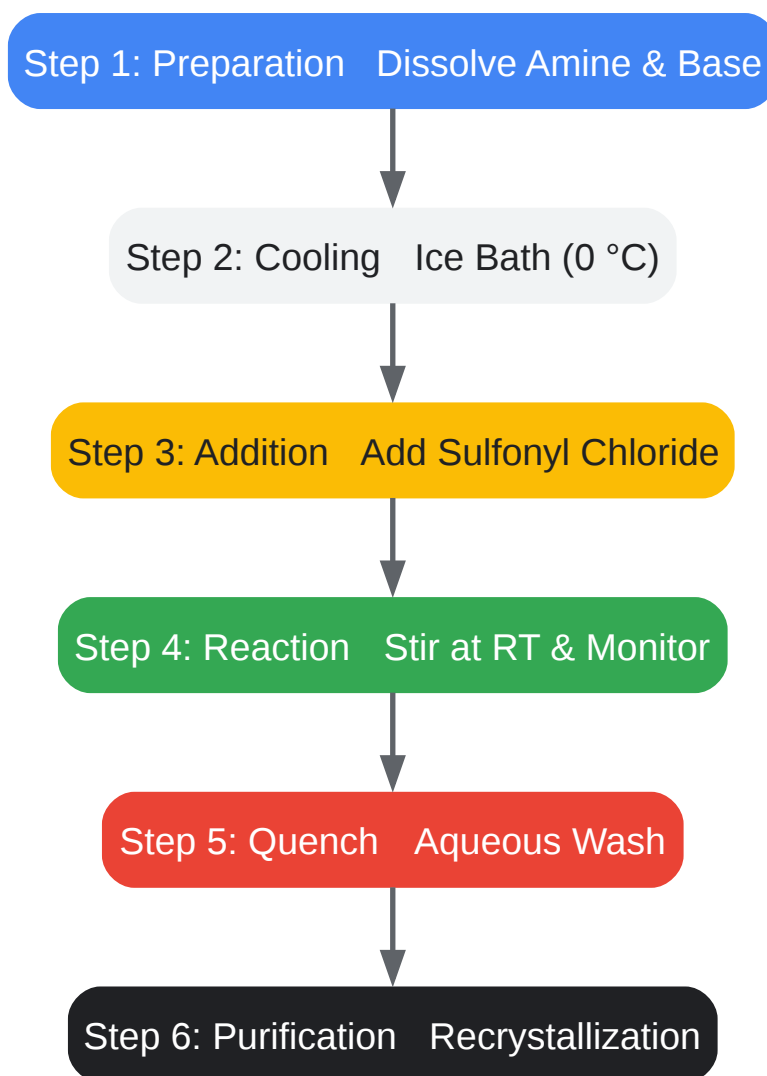 Step 1: Preparation Dissolve Amine & Base
Step 2: Cooling Ice Bath (0 °C)
Step 3: Addition Add Sulfonyl Chloride
Step 4: Reaction Stir at RT & Monitor
Step 5: Quench Aqueous Wash
Step 6: Purification Recrystallization